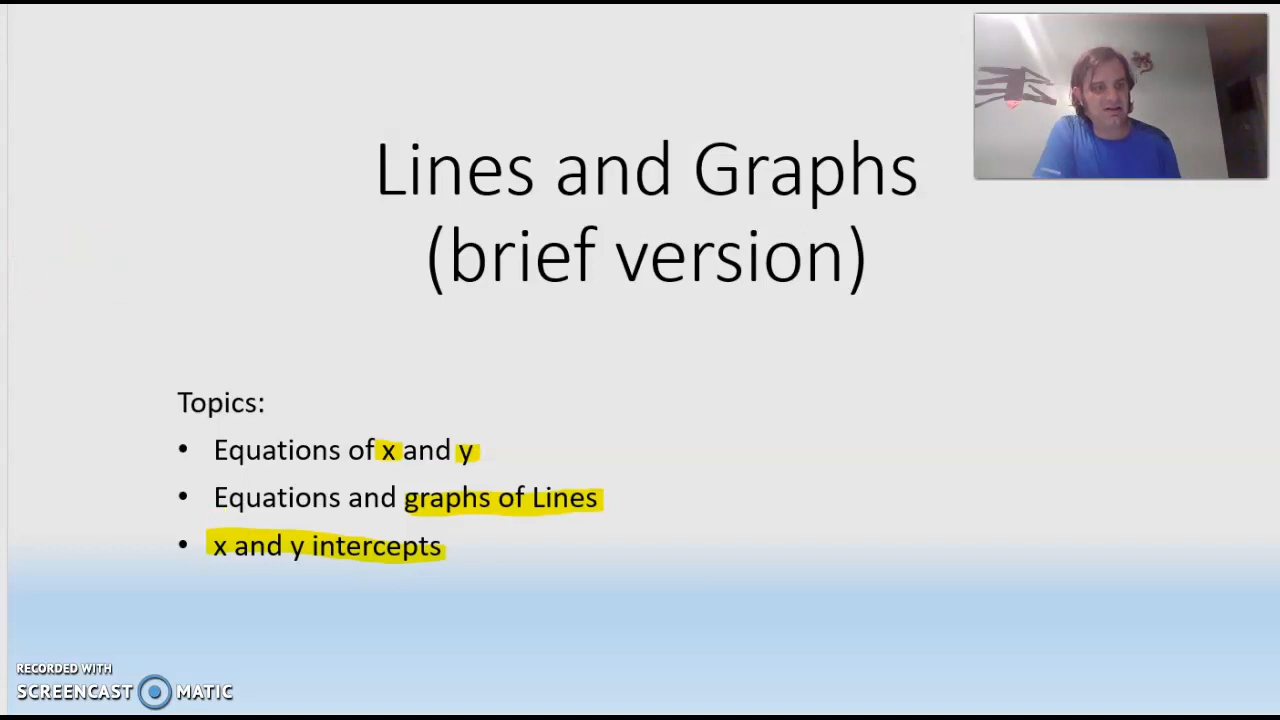 Lines and Graphs
(brief version)
Topics:
• Equations of x and y
• Equations and graphs of Lines
• x and y intercepts
RECORDED WITH
SCREENCAST MATIC